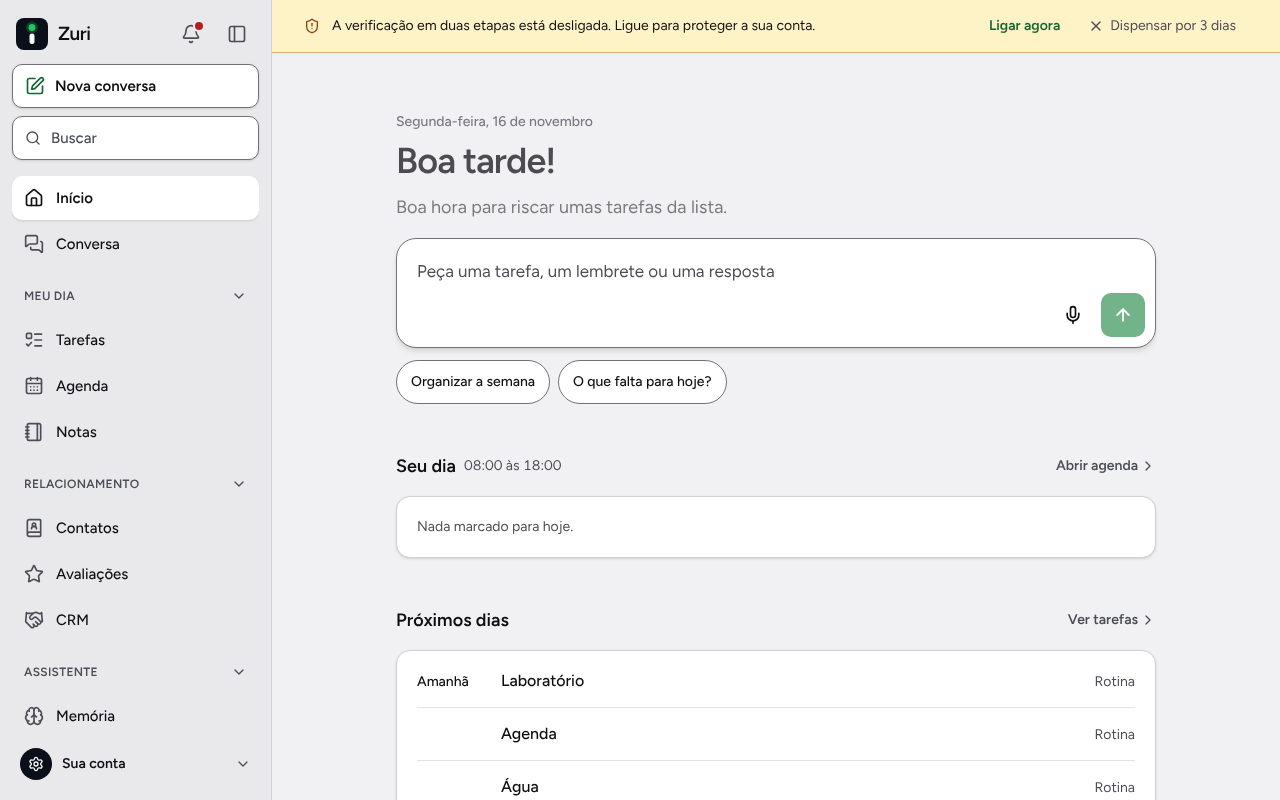 Zuri
Nova conversa
Buscar
Início
Conversa
MEU DIA
Tarefas
Agenda
Notas
RELACIONAMENTO
Contatos
Avaliações
CRM
ASSISTENTE
Memória
Sua conta
A verificação em duas etapas está desligada. Ligue para proteger a sua conta.
Ligar agora
Dispensar por 3 dias
Segunda-feira, 16 de novembro
Boa tarde!
Boa hora para riscar umas tarefas da lista.
Peça uma tarefa, um lembrete ou uma resposta
Organizar a semana
O que falta para hoje?
Seu dia 08:00 às 18:00
Abrir agenda
Nada marcado para hoje.
Próximos dias
Ver tarefas
Amanhã Laboratório Rotina
Agenda Rotina
Água Rotina